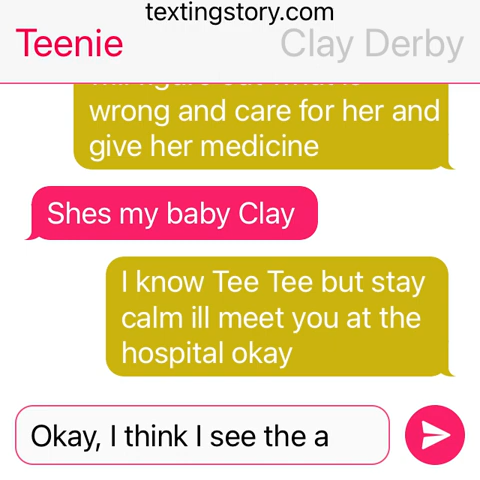 textingstory.com
Teenie Clay Derby
wrong and care for her and
give her medicine
Shes my baby Clay
I know Tee Tee but stay
calm ill meet you at the
hospital okay
Okay, I think I see the a